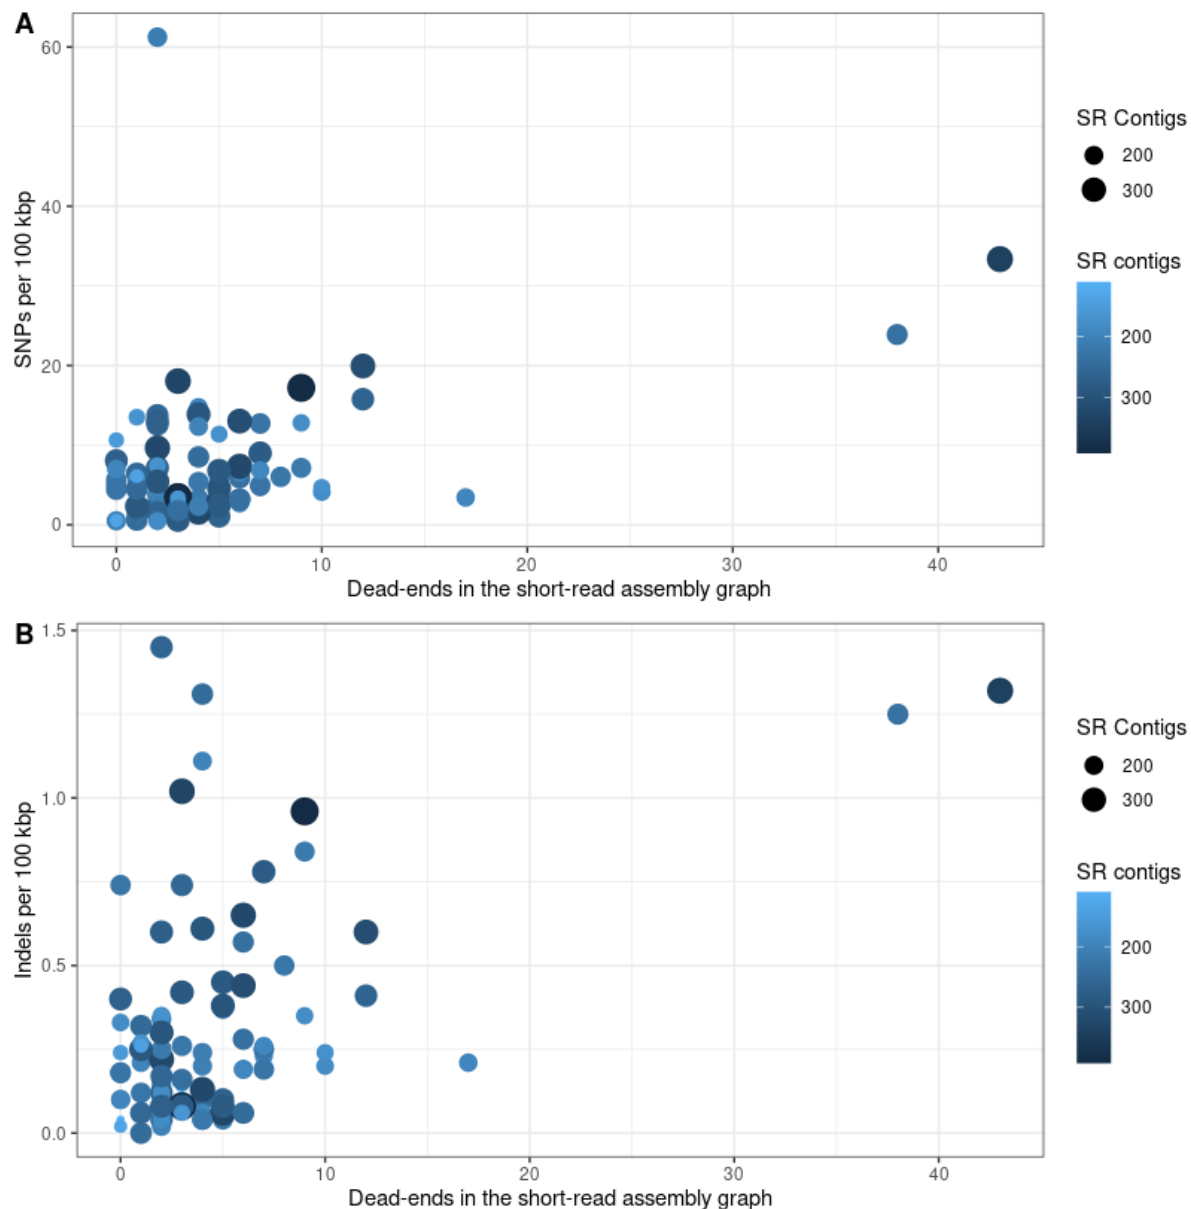 A
60
40
20
0
SNPs per 100 kbp
0 10 20 30 40
Dead-ends in the short-read assembly graph
SR Contigs
200
300
SR contigs
200
300
B
1.5
1.0
0.5
0.0
Indels per 100 kbp
0 10 20 30 40
Dead-ends in the short-read assembly graph
SR Contigs
200
300
SR contigs
200
300